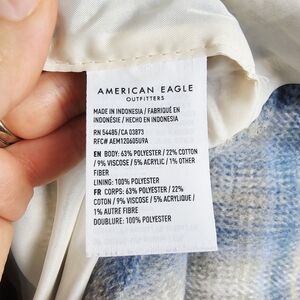 AMERICAN EAGLE
OUTFITTERS
MADE IN INDONESIA / FABRIQUÉ EN
INDONÉSIE / HECHO EN INDONESIA
RN 54485/CA 03873
RFC# AEM120605U9A
EN BODY: 63% POLYESTER / 22% COTTON
/ 9% VISCOSE / 5% ACRYLIC / 1% OTHER
FIBER
LINING: 100% POLYESTER
FR CORPS: 63% POLYESTER / 22%
COTON / 9% VISCOSE / 5% ACRYLIQUE /
1% AUTRE FIBRE
DOUBLURE: 100% POLYESTER